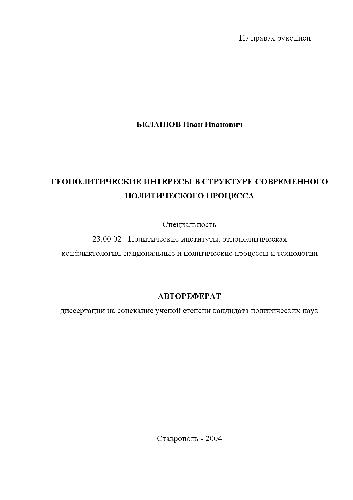 На правах рукописи
БЕЛАШОВ Иван Иванович
ГЕОПОЛИТИЧЕСКИЕ ИНТЕРЕСЫ В СТРУКТУРЕ СОВРЕМЕННОГО
ПОЛИТИЧЕСКОГО ПРОЦЕССА
Специальность
23.00.02 - Политические институты, этнополитическая
конфликтология, национальные и политические процессы и технологии
АВТОРЕФЕРАТ
диссертации на соискание ученой степени кандидата политических наук
Ставрополь - 2004